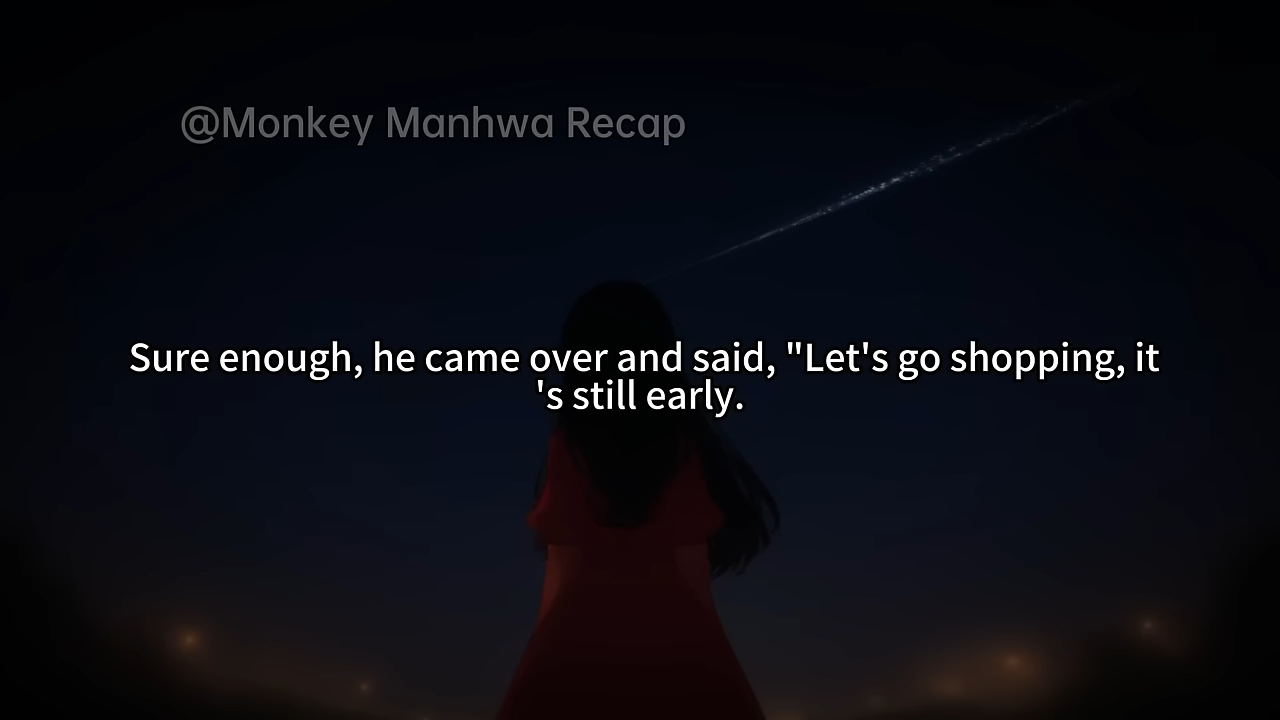 @Monkey Manhwa Recap
Sure enough, he came over and said, "Let's go shopping, it
's still early.